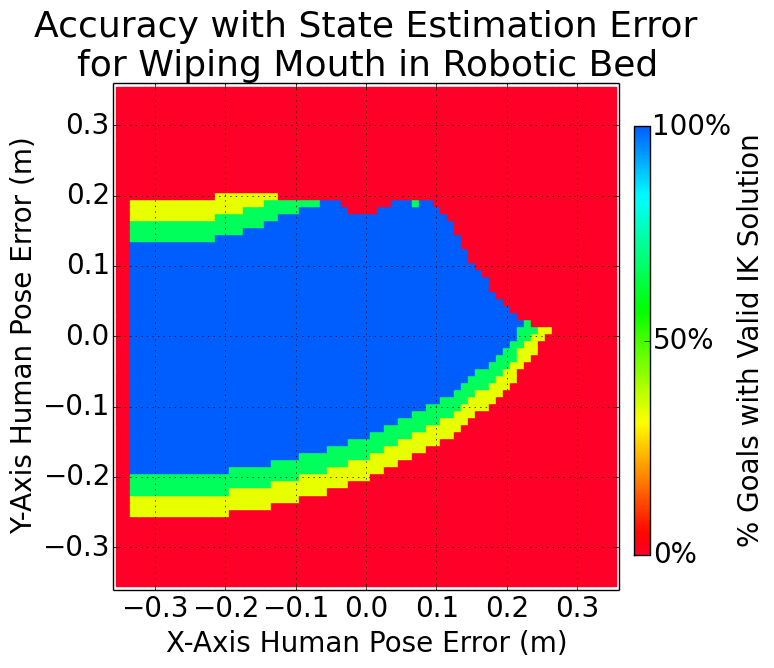 Accuracy with State Estimation Error
for Wiping Mouth in Robotic Bed
Y-Axis Human Pose Error (m)
0.3
0.2
0.1
0.0
−0.1
−0.2
−0.3
−0.3 −0.2 −0.1 0.0 0.1 0.2 0.3
X-Axis Human Pose Error (m)
100%
50%
0%
% Goals with Valid IK Solution